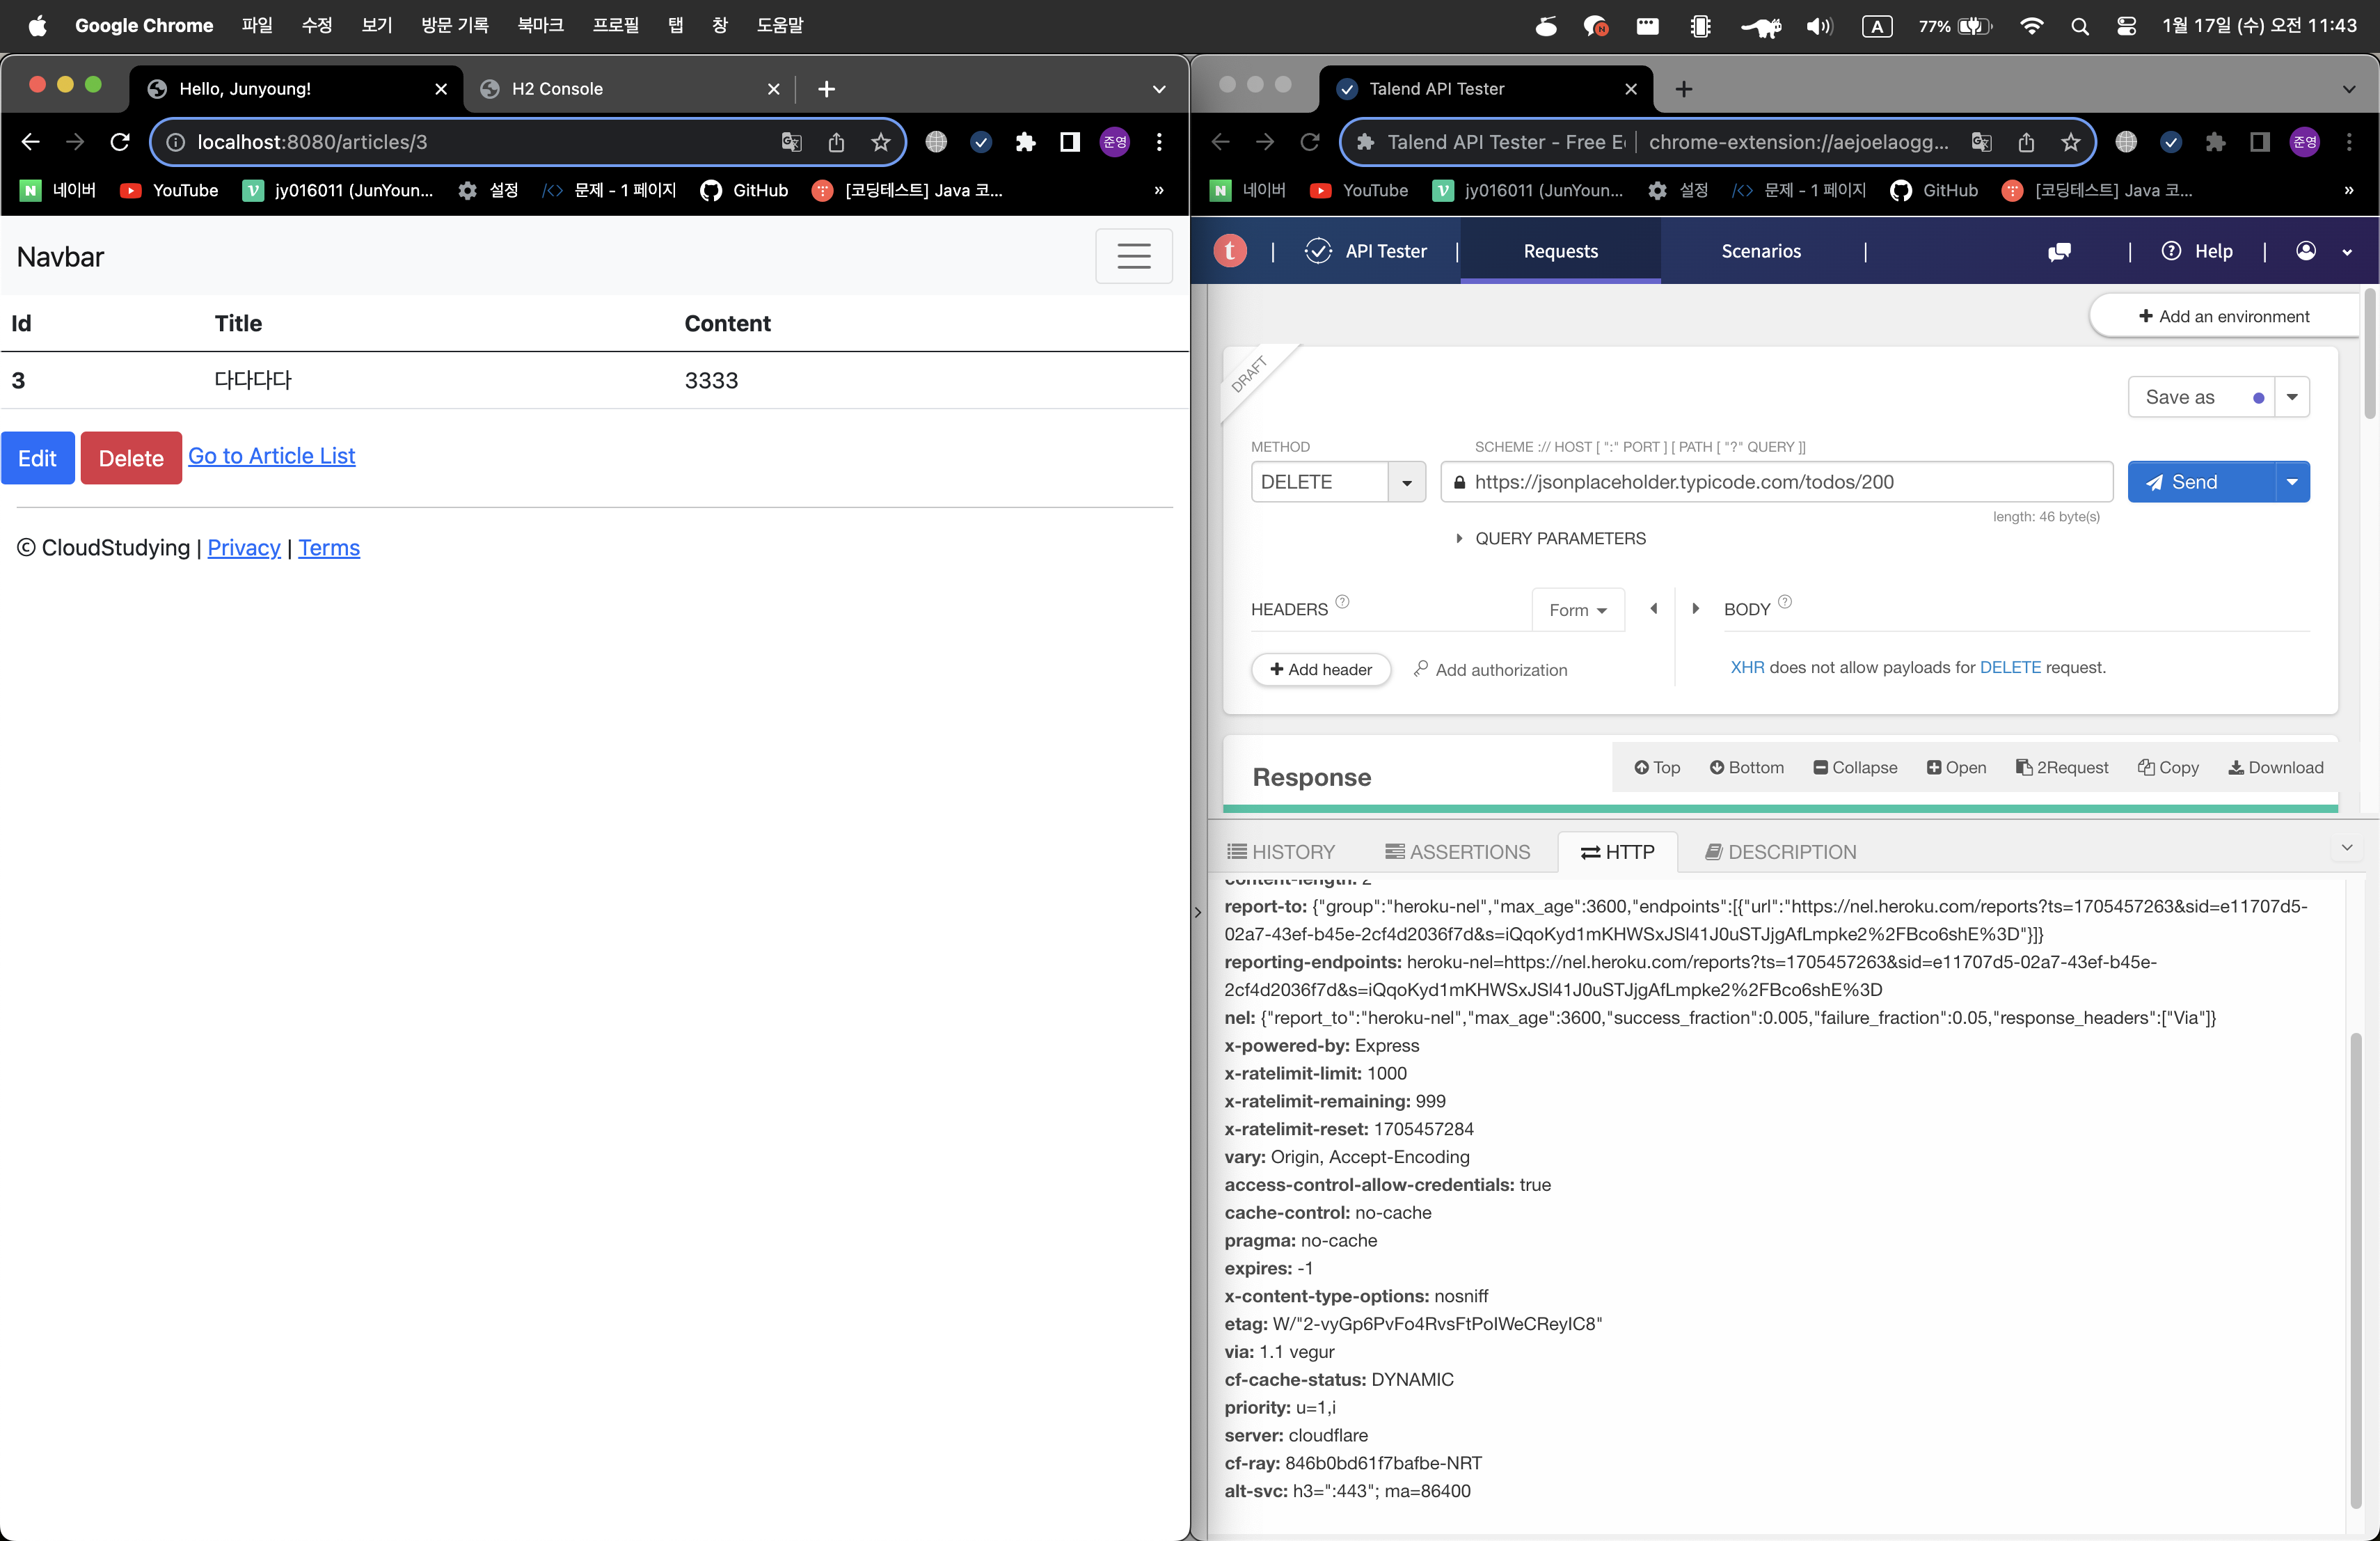 Google Chrome 파일 수정 보기 방문 기록 북마크 프로필 탭 창 도움말 A 77% 1월 17일 (수) 오전 11:43
Hello, Junyoung!
H2 Console
localhost:8080/articles/3
준영
네이버 YouTube jy016011 (JunYoun... 설정 문제 - 1 페이지 GitHub [코딩테스트] Java 코... »
Navbar
Id Title Content
3 다다다다 3333
Edit Delete Go to Article List
© CloudStudying | Privacy | Terms
Talend API Tester
Talend API Tester - Free E chrome-extension://aejoelaogg...
준영
네이버 YouTube jy016011 (JunYoun... 설정 문제 - 1 페이지 GitHub [코딩테스트] Java 코... »
t | API Tester | Requests Scenarios | | Help |
Add an environment
DRAFT
Save as
METHOD SCHEME :// HOST [ ":" PORT ] [ PATH [ "?" QUERY ]]
DELETE https://jsonplaceholder.typicode.com/todos/200 Send
length: 46 byte(s)
QUERY PARAMETERS
HEADERS ? Form BODY ?
Add header Add authorization XHR does not allow payloads for DELETE request.
Response Top Bottom Collapse Open 2Request Copy Download
HISTORY ASSERTIONS HTTP DESCRIPTION
content-length: 2
report-to: {"group":"heroku-nel","max_age":3600,"endpoints":[{"url":"https://nel.heroku.com/reports?ts=1705457263&sid=e11707d5-
02a7-43ef-b45e-2cf4d2036f7d&s=iQqoKyd1mKHWSxJSl41J0uSTJjgAfLmpke2%2FBco6shE%3D"}]}
reporting-endpoints: heroku-nel=https://nel.heroku.com/reports?ts=1705457263&sid=e11707d5-02a7-43ef-b45e-
2cf4d2036f7d&s=iQqoKyd1mKHWSxJSl41J0uSTJjgAfLmpke2%2FBco6shE%3D
nel: {"report_to":"heroku-nel","max_age":3600,"success_fraction":0.005,"failure_fraction":0.05,"response_headers":["Via"]}
x-powered-by: Express
x-ratelimit-limit: 1000
x-ratelimit-remaining: 999
x-ratelimit-reset: 1705457284
vary: Origin, Accept-Encoding
access-control-allow-credentials: true
cache-control: no-cache
pragma: no-cache
expires: -1
x-content-type-options: nosniff
etag: W/"2-vyGp6PvFo4RvsFtPoIWeCReyIC8"
via: 1.1 vegur
cf-cache-status: DYNAMIC
priority: u=1,i
server: cloudflare
cf-ray: 846b0bd61f7bafbe-NRT
alt-svc: h3=":443"; ma=86400